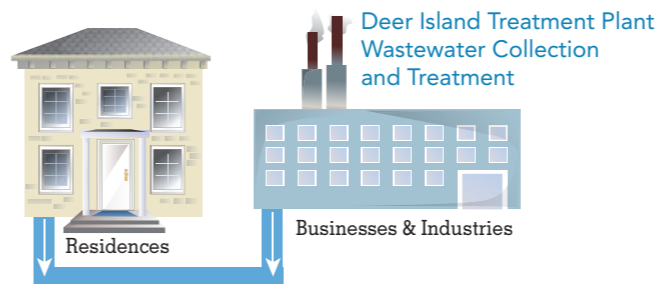 Deer Island Treatment Plant
Wastewater Collection
and Treatment
Residences
Businesses & Industries